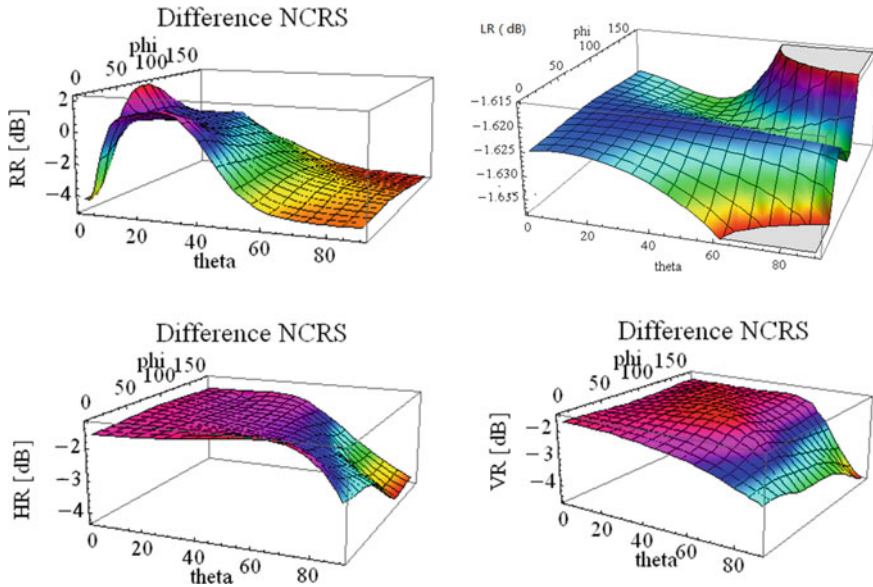 Difference NCRS
phi
0 50 100 150
RR [dB]
2
0
−2
−4
0 20 40 60 80
theta
LR ( dB)
phi
0 50 100 150
−1.615
−1.620
−1.625
−1.630
−1.635
0 20 40 60 80
theta
Difference NCRS
phi
0 50 100 150
HR [dB]
−2
−3
−4
0 20 40 60 80
theta
Difference NCRS
phi
0 50 100 150
VR [dB]
−2
−3
−4
0 20 40 60 80
theta